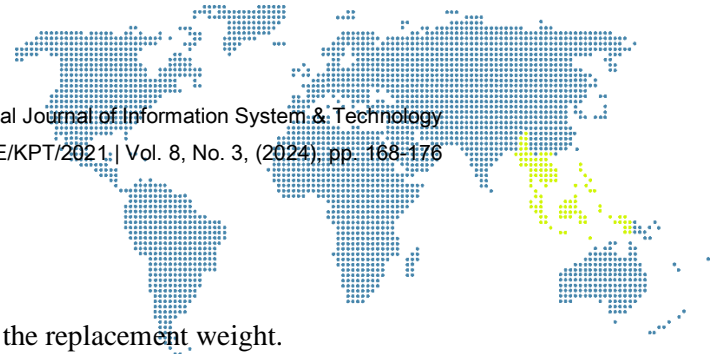 al Journal of Information System & Technology
E/KPT/2021 | Vol. 8, No. 3, (2024), pp. 168-176
the replacement weight.